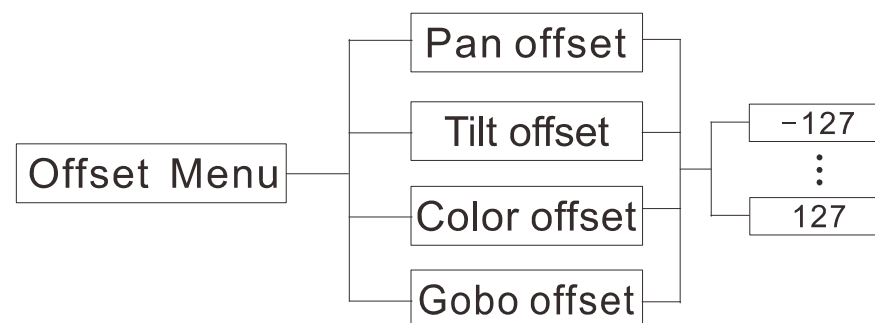 Offset Menu
Pan offset
Tilt offset
Color offset
Gobo offset
−127
⋮
127